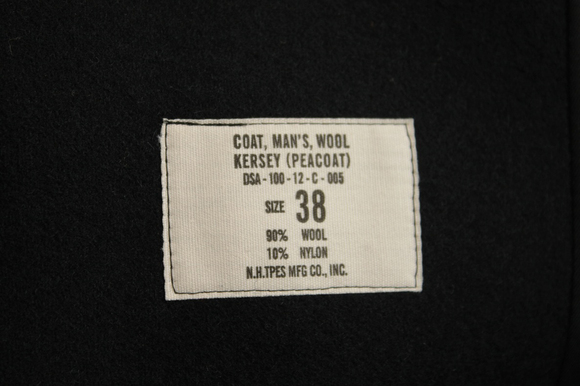 COAT, MAN'S, WOOL
KERSEY (PEACOAT)
DSA-100-12-C-005
SIZE 38
90% WOOL
10% NYLON
N.H.TPES MFG CO., INC.